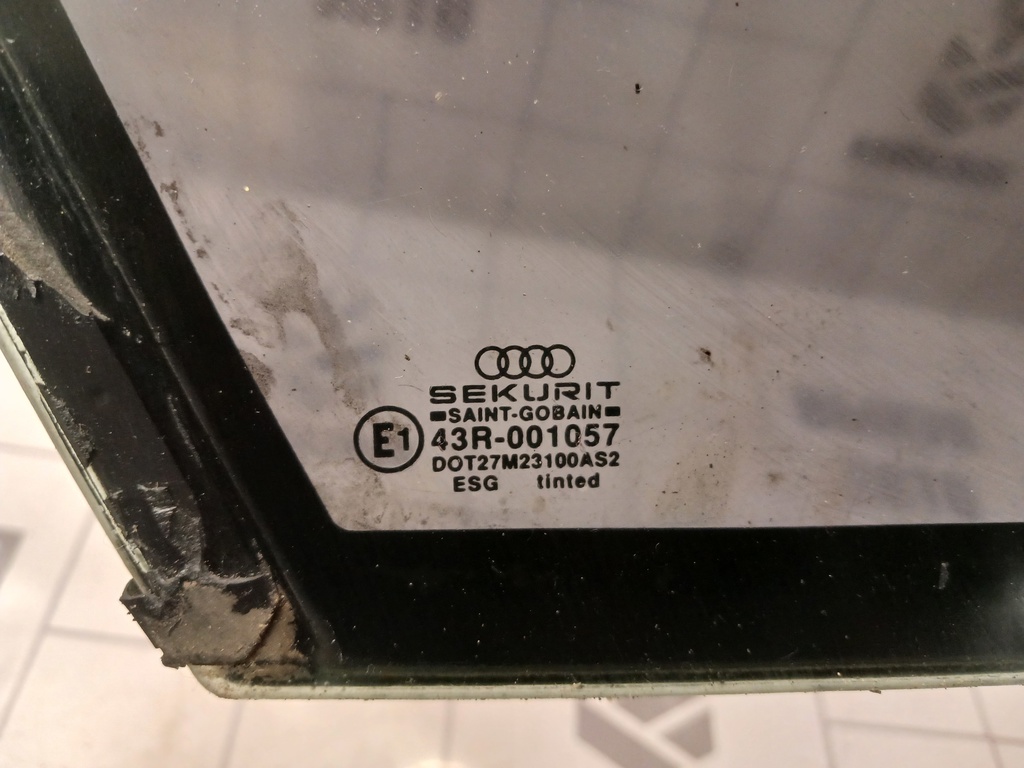 SEKURIT
SAINT-GOBAIN
E1 43R-001057
DOT27M23100AS2
ESG tinted